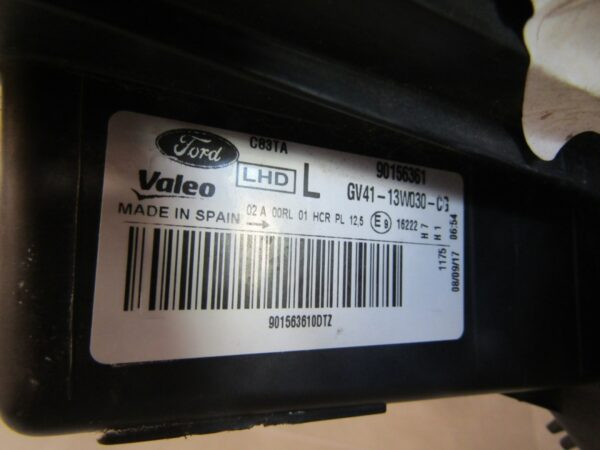 Ford C83TA
Valeo LHD L 90156361
GV41-13W030-CG
MADE IN SPAIN 02 A 00RL 01 HCR PL 12,5 E9 16222 H7
1175 H1
08/09/17 06:54
901563610DTZ